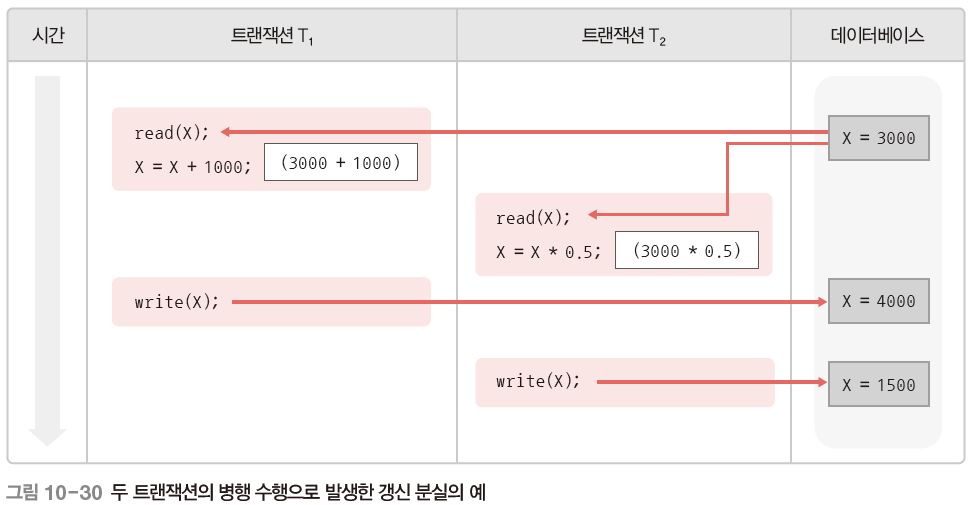 시간 트랜잭션 T₁ 트랜잭션 T₂ 데이터베이스
read(X);
X = X + 1000; (3000 + 1000)
X = 3000
read(X);
X = X * 0.5; (3000 * 0.5)
write(X);
X = 4000
write(X);
X = 1500
그림 10-30 두 트랜잭션의 병행 수행으로 발생한 갱신 분실의 예